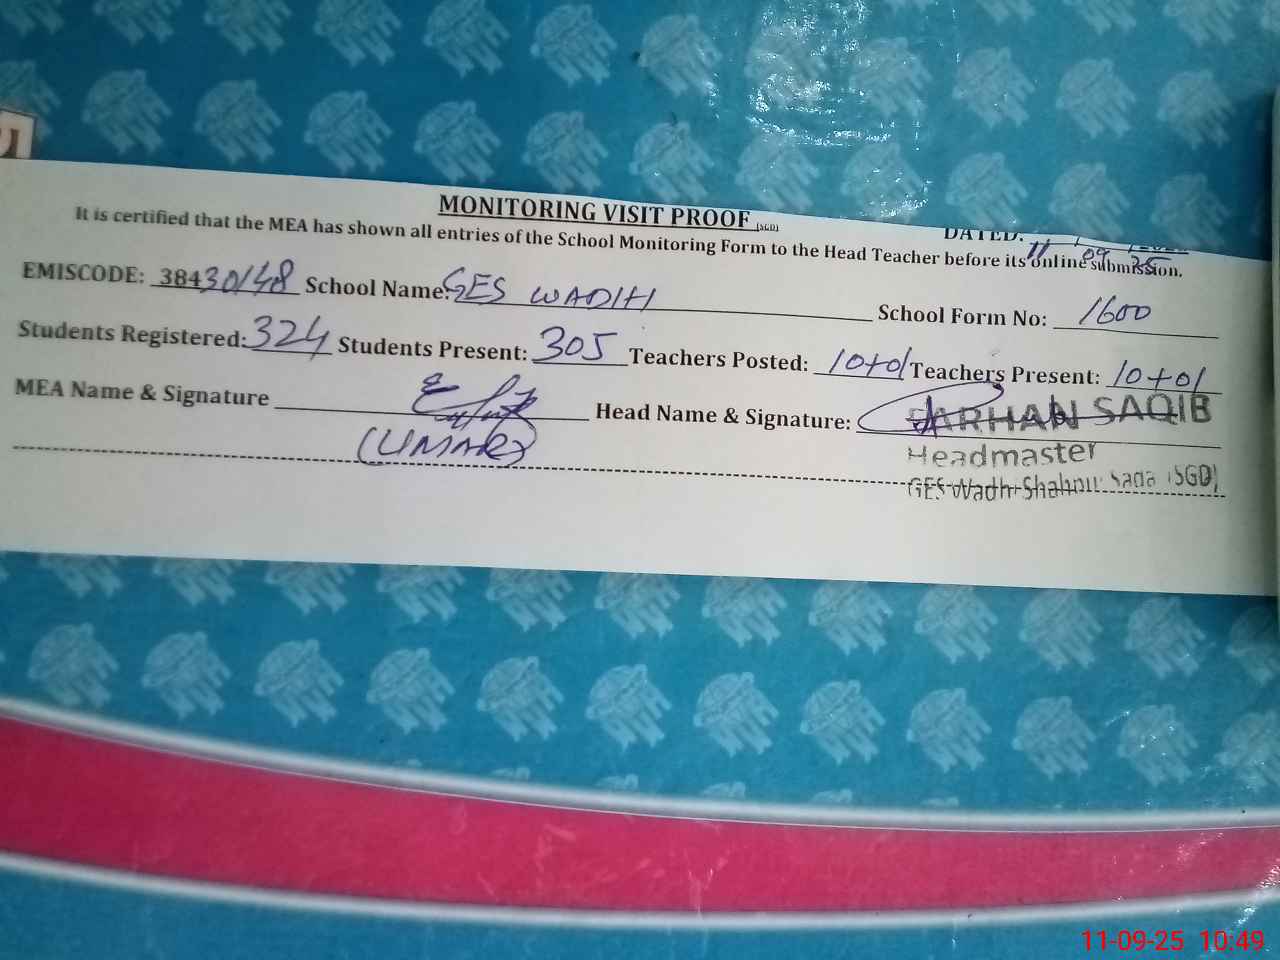 MONITORING VISIT PROOF (SGD)
DATED: 11 09 25
It is certified that the MEA has shown all entries of the School Monitoring Form to the Head Teacher before its online submission.
EMISCODE: 38430148 School Name: GES WADIH School Form No: 1600
Students Registered: 324 Students Present: 305 Teachers Posted: 10+01 Teachers Present: 10+01
MEA Name & Signature Head Name & Signature: FARHAN SAQIB
(UMAR) Headmaster
GES Wadhi Shahpur Sada (SGD)
11-09-25 10:49